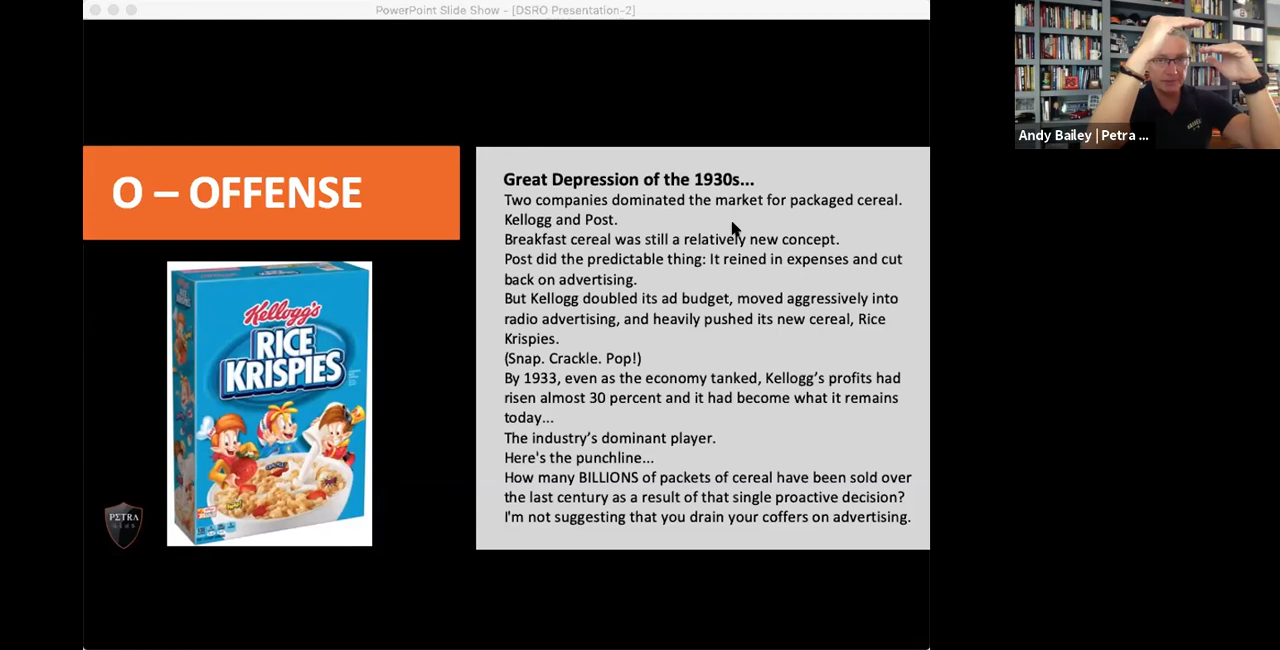 PowerPoint Slide Show - [DSRO Presentation-2]
Andy Bailey | Petra ...
O – OFFENSE
Great Depression of the 1930s...
Two companies dominated the market for packaged cereal.
Kellogg and Post.
Breakfast cereal was still a relatively new concept.
Post did the predictable thing: It reined in expenses and cut
back on advertising.
But Kellogg doubled its ad budget, moved aggressively into
radio advertising, and heavily pushed its new cereal, Rice
Krispies.
(Snap. Crackle. Pop!)
By 1933, even as the economy tanked, Kellogg’s profits had
risen almost 30 percent and it had become what it remains
today...
The industry’s dominant player.
Here's the punchline...
How many BILLIONS of packets of cereal have been sold over
the last century as a result of that single proactive decision?
I'm not suggesting that you drain your coffers on advertising.
Kellogg's
RICE
KRISPIES
PETRA